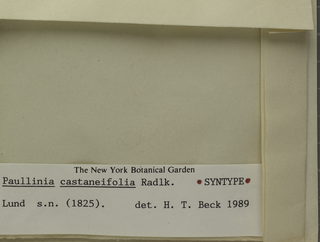 The New York Botanical Garden
Paullinia castaneifolia Radlk. • SYNTYPE •
Lund s.n. (1825). det. H. T. Beck 1989